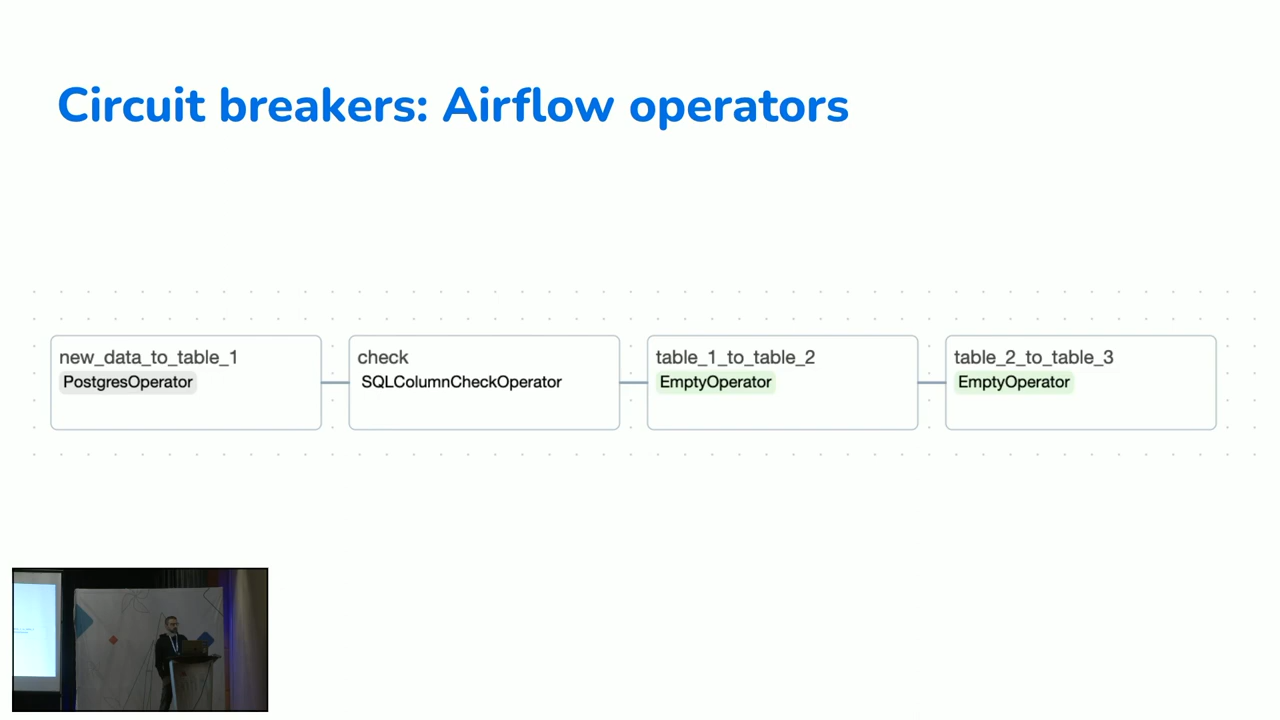 Circuit breakers: Airflow operators
new_data_to_table_1
PostgresOperator
check
SQLColumnCheckOperator
table_1_to_table_2
EmptyOperator
table_2_to_table_3
EmptyOperator